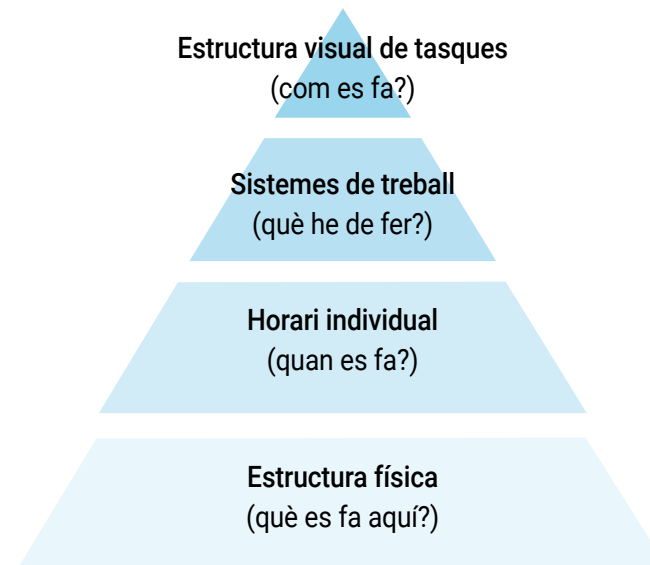 Estructura visual de tasques
(com es fa?)
Sistemes de treball
(què he de fer?)
Horari individual
(quan es fa?)
Estructura física
(què es fa aquí?)